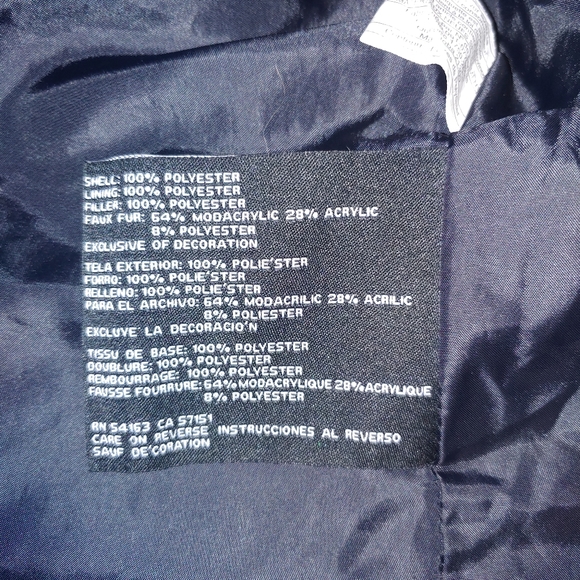 SHELL: 100% POLYESTER
LINING: 100% POLYESTER
FILLER: 100% POLYESTER
FAUX FUR: 64% MODACRYLIC 28% ACRYLIC
8% POLYESTER
EXCLUSIVE OF DECORATION
TELA EXTERIOR: 100% POLIE'STER
FORRO: 100% POLIE'STER
RELLENO: 100% POLIE'STER
PARA EL ARCHIVO: 64% MODACRILIC 28% ACRILIC
8% POLIESTER
EXCLUYE LA DECORACIO'N
TISSU DE BASE: 100% POLYESTER
DOUBLURE: 100% POLYESTER
REMBOURRAGE: 100% POLYESTER
FAUSSE FOURRURE: 64% MODACRYLIQUE 28% ACRYLIQUE
8% POLYESTER
RN 54163 CA 57151
CARE ON REVERSE INSTRUCCIONES AL REVERSO
SAUF DE'CORATION